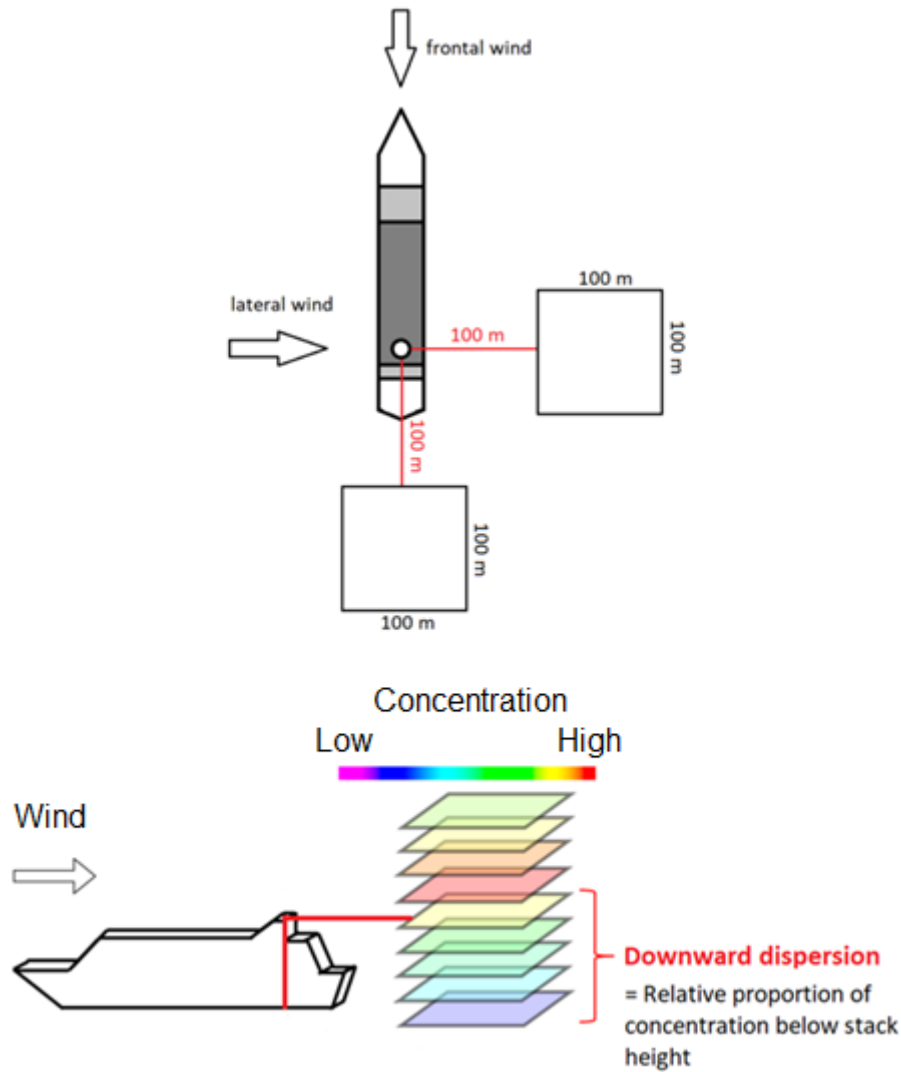 frontal wind
lateral wind
100 m
100 m
100 m
100 m
100 m
100 m
Concentration
Low High
Wind
Downward dispersion
= Relative proportion of
concentration below stack
height